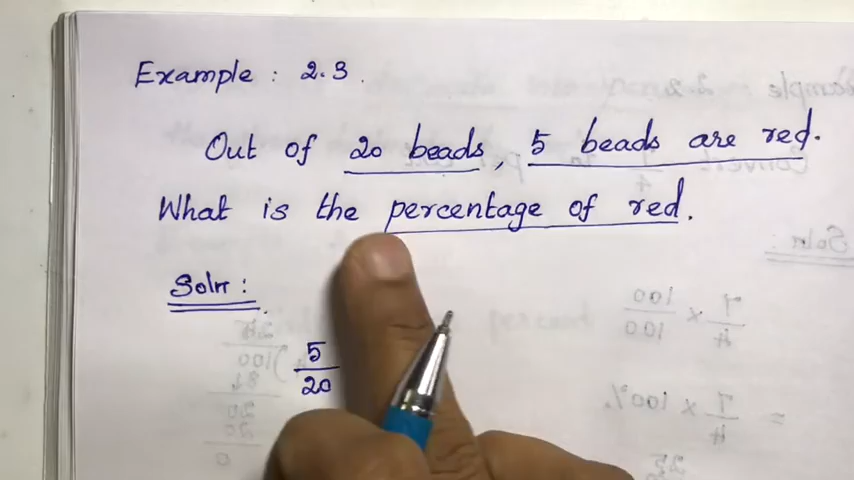 Example : 2.3.
Out of 20 beads, 5 beads are red.
What is the percentage of red.
Soln :
5
20